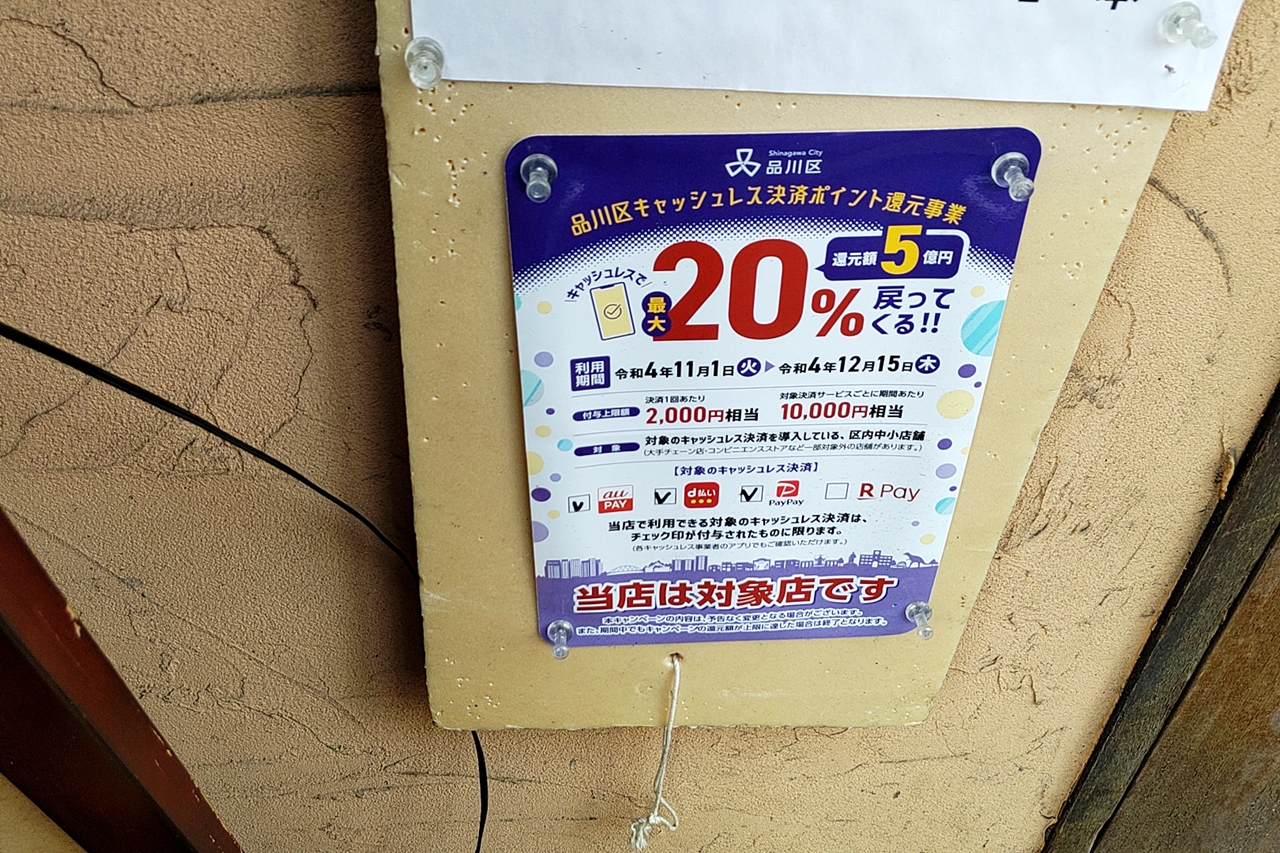 Shinagawa City
品川区
品川区キャッシュレス決済ポイント還元事業
還元額5億円
キャッシュレスで
最大20%戻ってくる!!
利用期間 令和4年11月1日火▶令和4年12月15日木
決済1回あたり 対象決済サービスごとに期間あたり
付与上限額 2,000円相当 10,000円相当
対象 対象のキャッシュレス決済を導入している、区内中小店舗
(大手チェーン店・コンビニエンスストアなど一部対象外の店舗があります。)
【対象のキャッシュレス決済】
au PAY d払い PayPay R Pay
当店で利用できる対象のキャッシュレス決済は、
チェック印が付与されたものに限ります。
(各キャッシュレス事業者のアプリでもご確認いただけます。)
当店は対象店です
本キャンペーンの内容は、予告なく変更となる場合がございます。
また、期間中でもキャンペーンの還元額が上限に達した場合は終了となります。